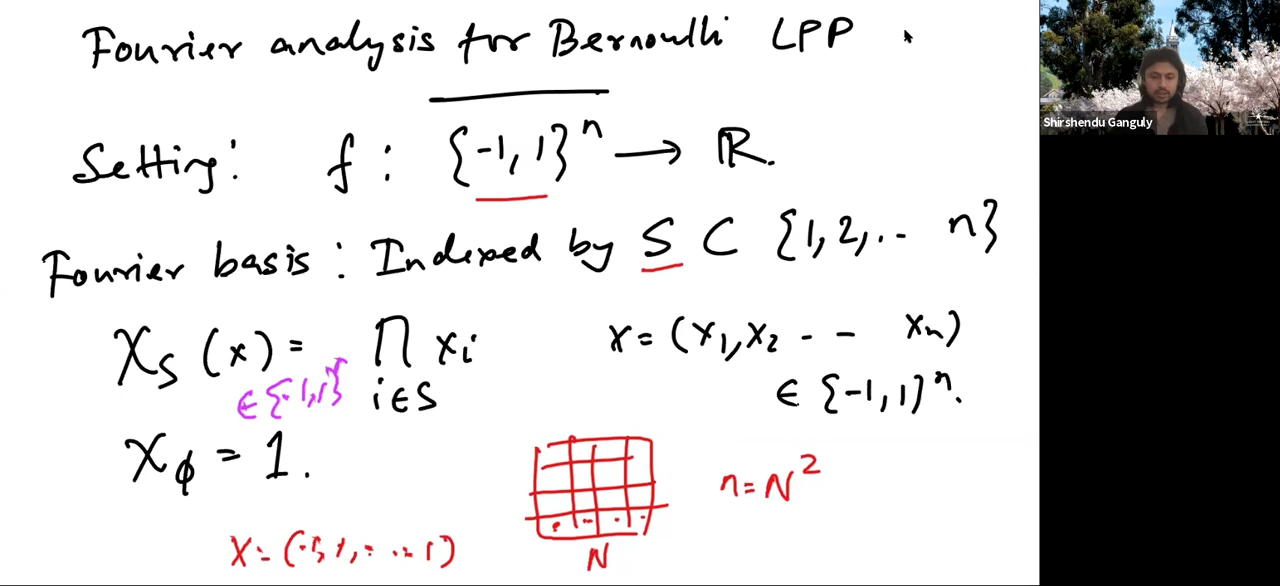 Fourier analysis for Bernoulli LPP .
Shirshendu Ganguly
Setting: f : {-1, 1}^n → ℝ.
Fourier basis : Indexed by S ⊂ {1, 2, .. n}
χ_S (x) = ∏_{i∈S} x_i x = (x_1, x_2 - - x_n)
∈ {-1,1}^n ∈ {-1, 1}^n.
χ_ϕ = 1.
n = N^2
N